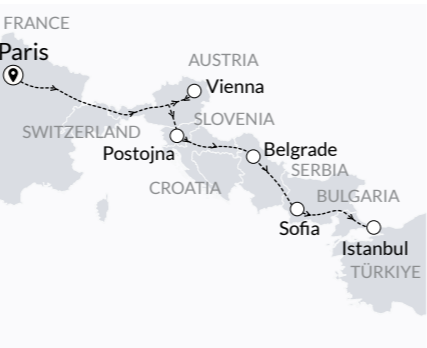 FRANCE
Paris
AUSTRIA
Vienna
SWITZERLAND
SLOVENIA
Postojna
Belgrade
SERBIA
CROATIA
BULGARIA
Sofia
Istanbul
TÜRKIYE